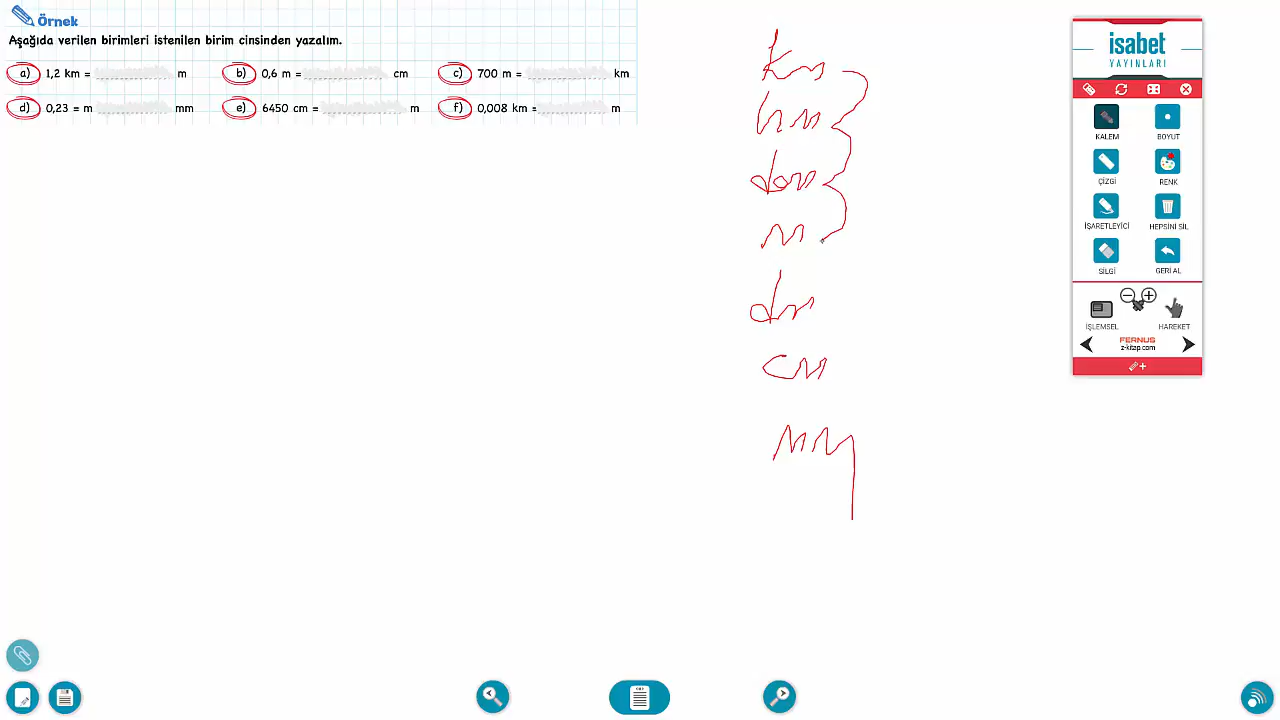 Örnek
Aşağıda verilen birimleri istenilen birim cinsinden yazalım.
a) 1,2 km = m b) 0,6 m = cm c) 700 m = km
d) 0,23 = m mm e) 6450 cm = m f) 0,008 km = m
km
hm
dam
m
dm
cm
mm
isabet
YAYINLARI
KALEM BOYUT
ÇİZGİ RENK
İŞARETLEYİCİ HEPSİNİ SİL
SİLGİ GERİ AL
İŞLEMSEL HAREKET
FERNUS
z-kitap.com